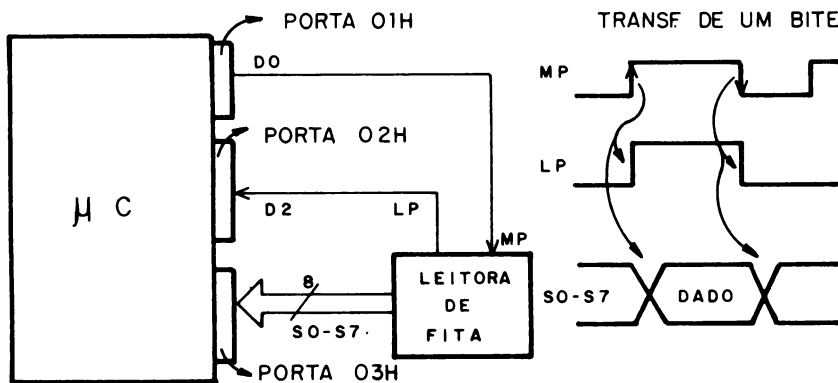 PORTA 01H
TRANSF. DE UM BITE
D0
MP
PORTA 02H
LP
μ C
D2
LP
MP
8
S0-S7.
LEITORA
DE
FITA
S0-S7
DADO
PORTA 03H